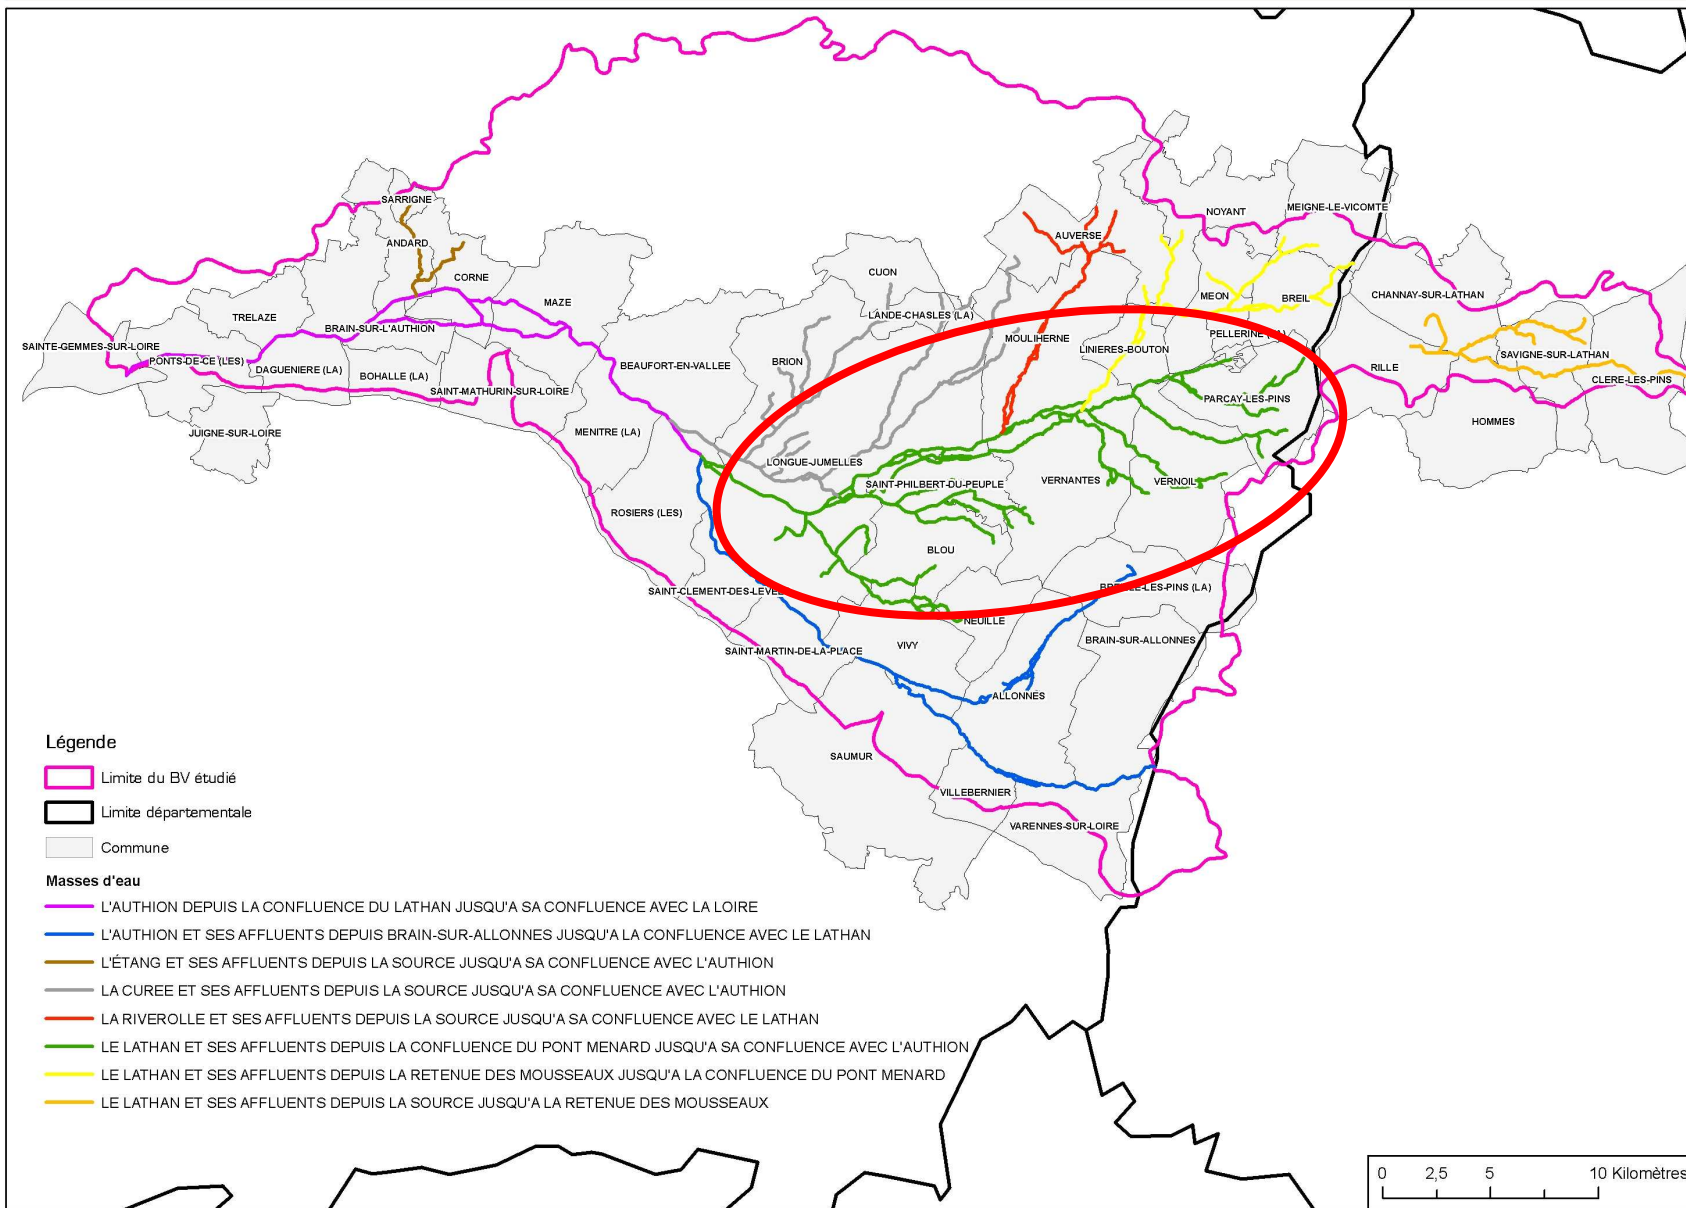 SARRIGNE
NOYANT
MEIGNE-LE-VICOMTE
AUVERSE
ANDARD
CORNE
CUON
MAZE
MEON
BREIL
CHANNAY-SUR-LATHAN
TRELAZE
LANDE-CHASLES (LA)
BRAIN-SUR-L'AUTHION
MOULIHERNE
PELLERINE (LA)
SAINTE-GEMMES-SUR-LOIRE
LINIERES-BOUTON
PONTS-DE-CE (LES)
BRION
SAVIGNE-SUR-LATHAN
BEAUFORT-EN-VALLEE
DAGUENIERE (LA)
RILLE
BOHALLE (LA)
CLERE-LES-PINS
SAINT-MATHURIN-SUR-LOIRE
PARCAY-LES-PINS
HOMMES
JUIGNE-SUR-LOIRE
MENITRE (LA)
LONGUE-JUMELLES
VERNANTES
VERNOIL
SAINT-PHILBERT-DU-PEUPLE
ROSIERS (LES)
BLOU
SAINT-CLEMENT-DES-LEVEES
(LA)
NEUILLE
BRAIN-SUR-ALLONNES
VIVY
SAINT-MARTIN-DE-LA-PLACE
ALLONNES
SAUMUR
VILLEBERNIER
VARENNES-SUR-LOIRE
Légende
Limite du BV étudié
Limite départementale
Commune
Masses d'eau
L'AUTHION DEPUIS LA CONFLUENCE DU LATHAN JUSQU'A SA CONFLUENCE AVEC LA LOIRE
L'AUTHION ET SES AFFLUENTS DEPUIS BRAIN-SUR-ALLONNES JUSQU'A LA CONFLUENCE AVEC LE LATHAN
L'ÉTANG ET SES AFFLUENTS DEPUIS LA SOURCE JUSQU'A SA CONFLUENCE AVEC L'AUTHION
LA CUREE ET SES AFFLUENTS DEPUIS LA SOURCE JUSQU'A SA CONFLUENCE AVEC L'AUTHION
LA RIVEROLLE ET SES AFFLUENTS DEPUIS LA SOURCE JUSQU'A SA CONFLUENCE AVEC LE LATHAN
LE LATHAN ET SES AFFLUENTS DEPUIS LA CONFLUENCE DU PONT MENARD JUSQU'A SA CONFLUENCE AVEC L'AUTHION
LE LATHAN ET SES AFFLUENTS DEPUIS LA RETENUE DES MOUSSEAUX JUSQU'A LA CONFLUENCE DU PONT MENARD
LE LATHAN ET SES AFFLUENTS DEPUIS LA SOURCE JUSQU'A LA RETENUE DES MOUSSEAUX
0 2,5 5 10 Kilomètres